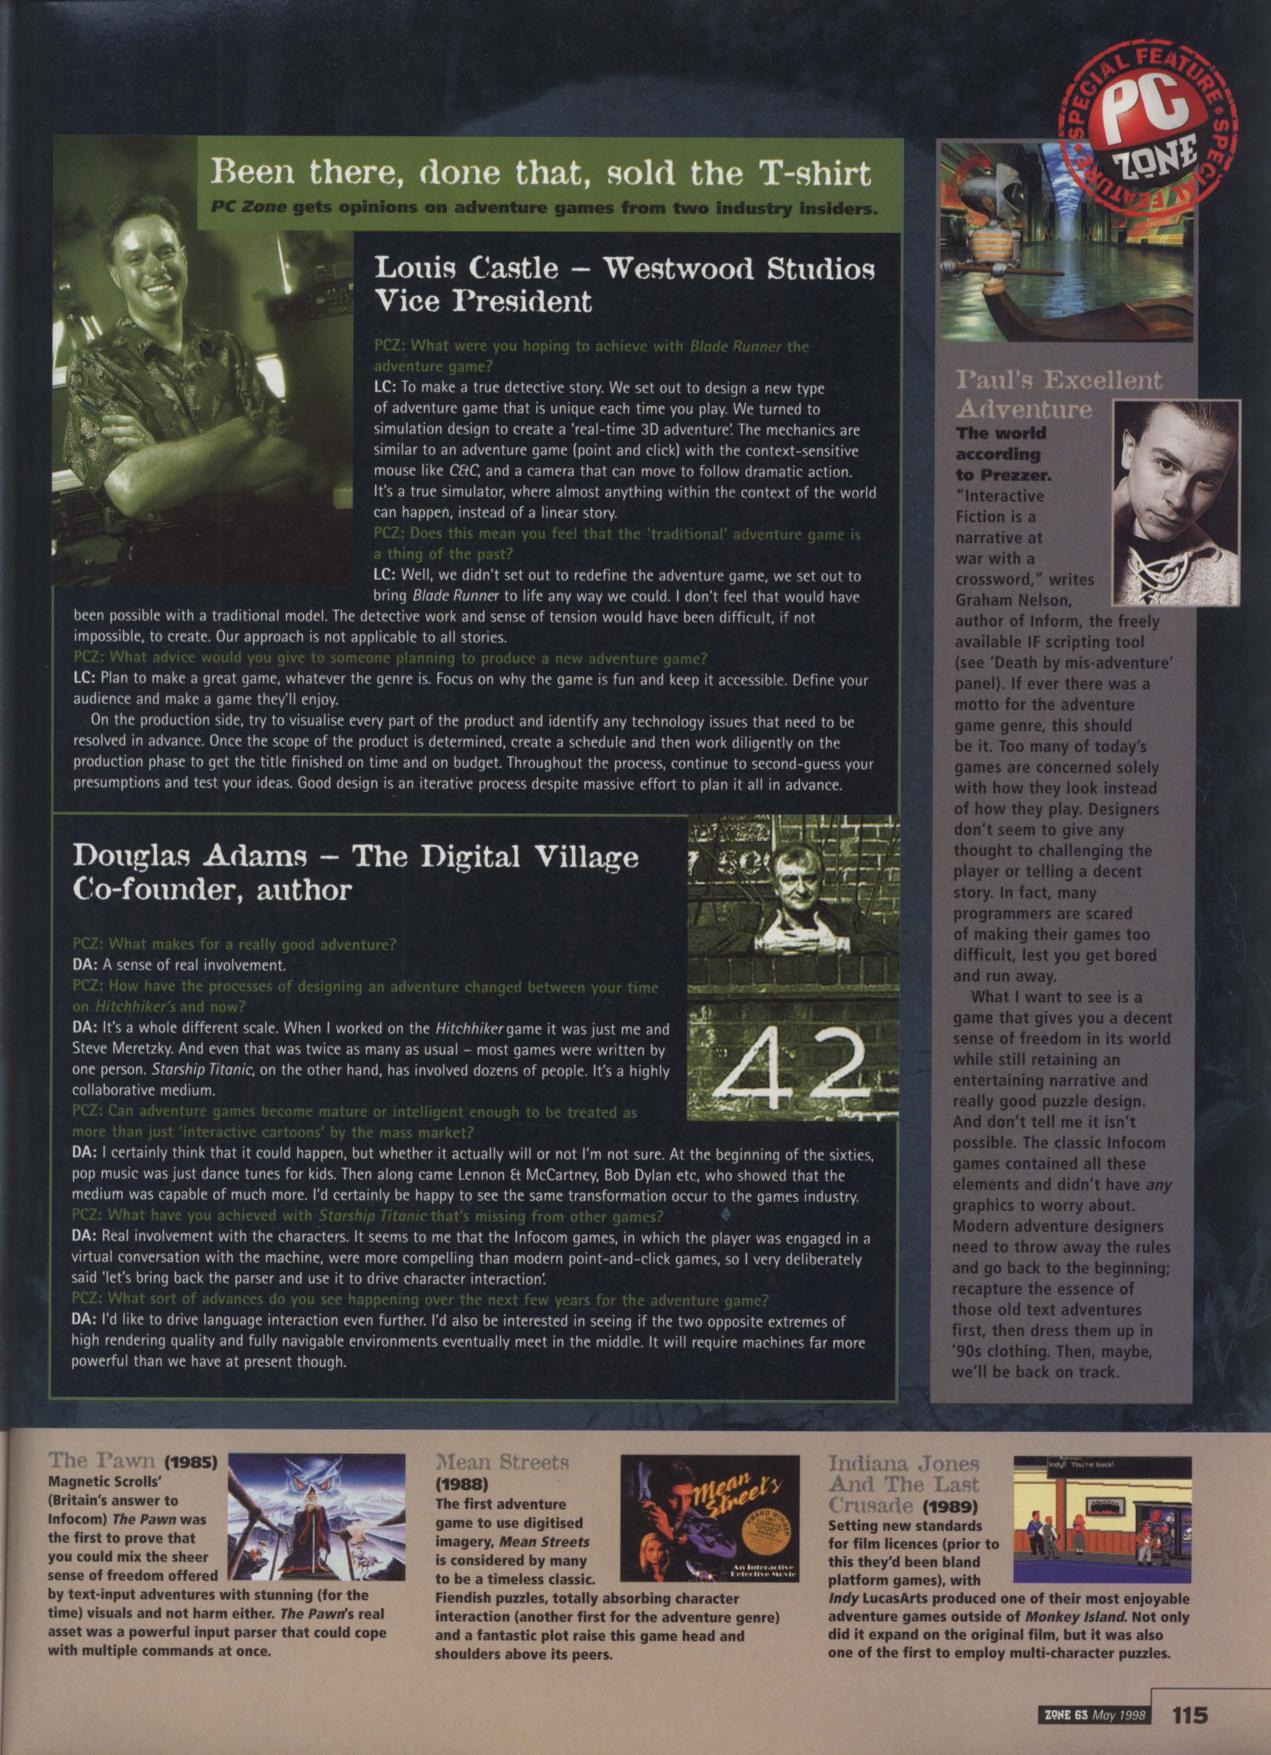 SPECIAL FEATURE • SPECIAL FEATURE •
PC
ZONE
Been there, done that, sold the T-shirt
PC Zone gets opinions on adventure games from two industry insiders.
Louis Castle – Westwood Studios
Vice President
PCZ: What were you hoping to achieve with Blade Runner the
adventure game?
LC: To make a true detective story. We set out to design a new type
of adventure game that is unique each time you play. We turned to
simulation design to create a 'real-time 3D adventure'. The mechanics are
similar to an adventure game (point and click) with the context-sensitive
mouse like C&C, and a camera that can move to follow dramatic action.
It's a true simulator, where almost anything within the context of the world
can happen, instead of a linear story.
PCZ: Does this mean you feel that the 'traditional' adventure game is
a thing of the past?
LC: Well, we didn't set out to redefine the adventure game, we set out to
bring Blade Runner to life any way we could. I don't feel that would have
been possible with a traditional model. The detective work and sense of tension would have been difficult, if not
impossible, to create. Our approach is not applicable to all stories.
PCZ: What advice would you give to someone planning to produce a new adventure game?
LC: Plan to make a great game, whatever the genre is. Focus on why the game is fun and keep it accessible. Define your
audience and make a game they'll enjoy.
On the production side, try to visualise every part of the product and identify any technology issues that need to be
resolved in advance. Once the scope of the product is determined, create a schedule and then work diligently on the
production phase to get the title finished on time and on budget. Throughout the process, continue to second-guess your
presumptions and test your ideas. Good design is an iterative process despite massive effort to plan it all in advance.
Douglas Adams – The Digital Village
Co-founder, author
42
PCZ: What makes for a really good adventure?
DA: A sense of real involvement.
PCZ: How have the processes of designing an adventure changed between your time
on Hitchhiker's and now?
DA: It's a whole different scale. When I worked on the Hitchhiker game it was just me and
Steve Meretzky. And even that was twice as many as usual – most games were written by
one person. Starship Titanic, on the other hand, has involved dozens of people. It's a highly
collaborative medium.
PCZ: Can adventure games become mature or intelligent enough to be treated as
more than just 'interactive cartoons' by the mass market?
DA: I certainly think that it could happen, but whether it actually will or not I'm not sure. At the beginning of the sixties,
pop music was just dance tunes for kids. Then along came Lennon & McCartney, Bob Dylan etc, who showed that the
medium was capable of much more. I'd certainly be happy to see the same transformation occur to the games industry.
PCZ: What have you achieved with Starship Titanic that's missing from other games?
DA: Real involvement with the characters. It seems to me that the Infocom games, in which the player was engaged in a
virtual conversation with the machine, were more compelling than modern point-and-click games, so I very deliberately
said 'let's bring back the parser and use it to drive character interaction'.
PCZ: What sort of advances do you see happening over the next few years for the adventure game?
DA: I'd like to drive language interaction even further. I'd also be interested in seeing if the two opposite extremes of
high rendering quality and fully navigable environments eventually meet in the middle. It will require machines far more
powerful than we have at present though.
Paul's Excellent
Adventure
The world
according
to Prezzer.
"Interactive
Fiction is a
narrative at
war with a
crossword," writes
Graham Nelson,
author of Inform, the freely
available IF scripting tool
(see 'Death by mis-adventure'
panel). If ever there was a
motto for the adventure
game genre, this should
be it. Too many of today's
games are concerned solely
with how they look instead
of how they play. Designers
don't seem to give any
thought to challenging the
player or telling a decent
story. In fact, many
programmers are scared
of making their games too
difficult, lest you get bored
and run away.
What I want to see is a
game that gives you a decent
sense of freedom in its world
while still retaining an
entertaining narrative and
really good puzzle design.
And don't tell me it isn't
possible. The classic Infocom
games contained all these
elements and didn't have any
graphics to worry about.
Modern adventure designers
need to throw away the rules
and go back to the beginning;
recapture the essence of
those old text adventures
first, then dress them up in
'90s clothing. Then, maybe,
we'll be back on track.
The Pawn (1985)
Magnetic Scrolls'
(Britain's answer to
Infocom) The Pawn was
the first to prove that
you could mix the sheer
sense of freedom offered
by text-input adventures with stunning (for the
time) visuals and not harm either. The Pawn's real
asset was a powerful input parser that could cope
with multiple commands at once.
Mean Streets
(1988)
The first adventure
game to use digitised
imagery, Mean Streets
is considered by many
to be a timeless classic.
Fiendish puzzles, totally absorbing character
interaction (another first for the adventure genre)
and a fantastic plot raise this game head and
shoulders above its peers.
Mean
Streets
AWARD WINNER
An Interactive
Detective Movie
Indiana Jones
And The Last
Crusade (1989)
Setting new standards
for film licences (prior to
this they'd been bland
platform games), with
Indy LucasArts produced one of their most enjoyable
adventure games outside of Monkey Island. Not only
did it expand on the original film, but it was also
one of the first to employ multi-character puzzles.
Indy! You're back!
ZONE 63 May 1998 115